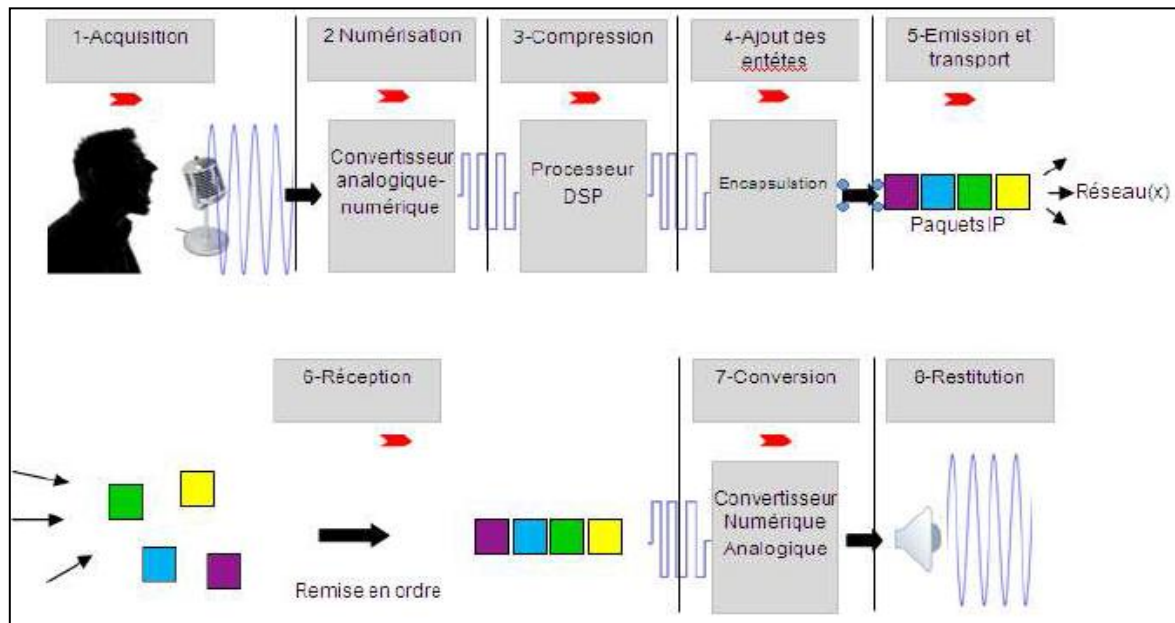 1-Acquisition
2 Numérisation
3-Compression
4-Ajout des
entêtes
5-Emission et
transport
Convertisseur
analogique-
numérique
Processeur
DSP
Encapsulation
Réseau(x)
Paquets IP
6-Réception
7-Conversion
8-Restitution
Convertisseur
Numérique
Analogique
Remise en ordre